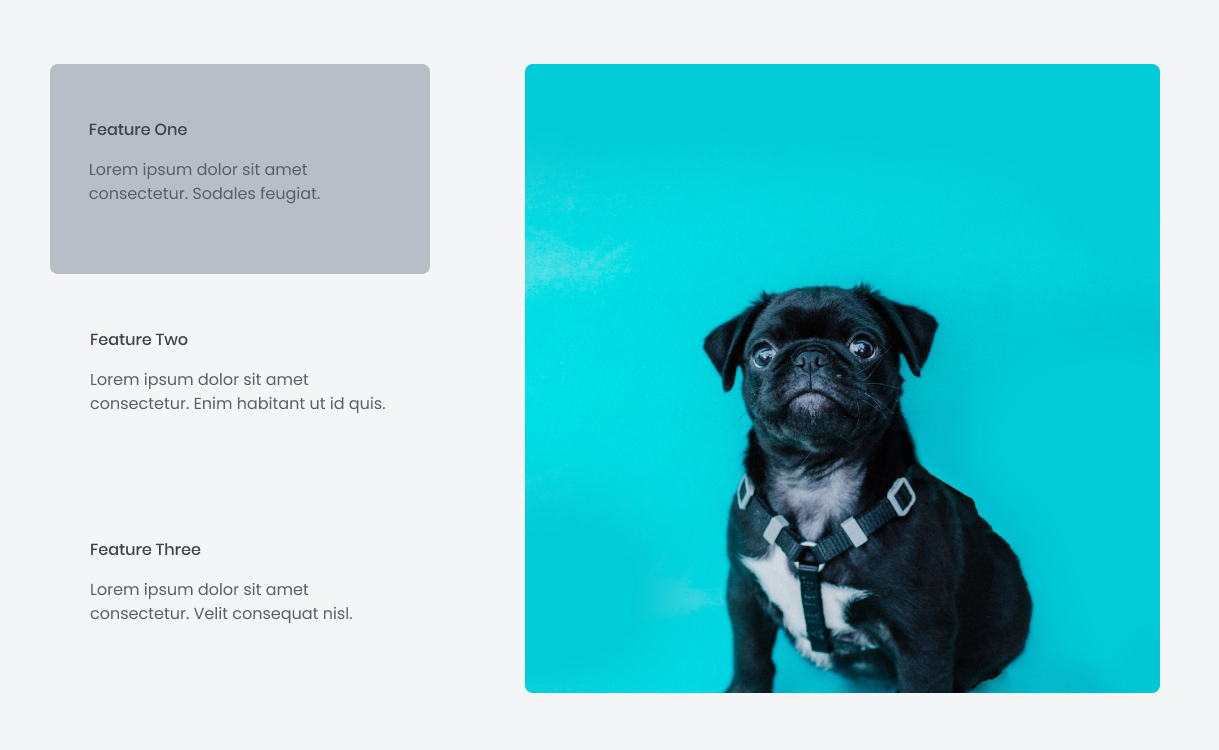 Feature One
Lorem ipsum dolor sit amet
consectetur. Sodales feugiat.
Feature Two
Lorem ipsum dolor sit amet
consectetur. Enim habitant ut id quis.
Feature Three
Lorem ipsum dolor sit amet
consectetur. Velit consequat nisl.